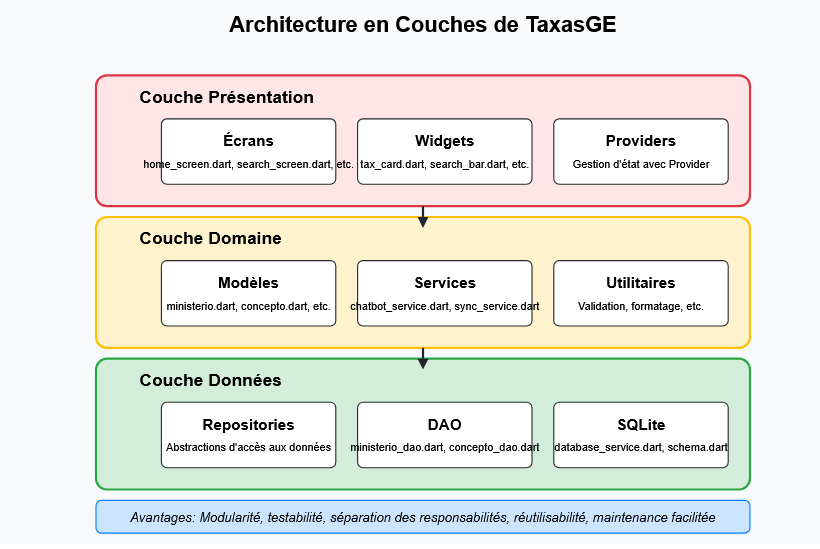 Architecture en Couches de TaxasGE
Couche Présentation
Écrans
home_screen.dart, search_screen.dart, etc.
Widgets
tax_card.dart, search_bar.dart, etc.
Providers
Gestion d'état avec Provider
Couche Domaine
Modèles
ministerio.dart, concepto.dart, etc.
Services
chatbot_service.dart, sync_service.dart
Utilitaires
Validation, formatage, etc.
Couche Données
Repositories
Abstractions d'accès aux données
DAO
ministerio_dao.dart, concepto_dao.dart
SQLite
database_service.dart, schema.dart
Avantages: Modularité, testabilité, séparation des responsabilités, réutilisabilité, maintenance facilitée